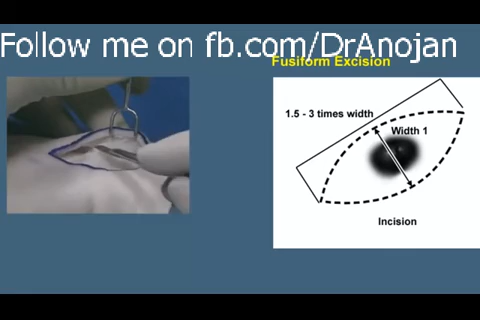 Follow me on fb.com/DrAnojan
Fusiform Excision
1.5 - 3 times width
Width 1
Incision